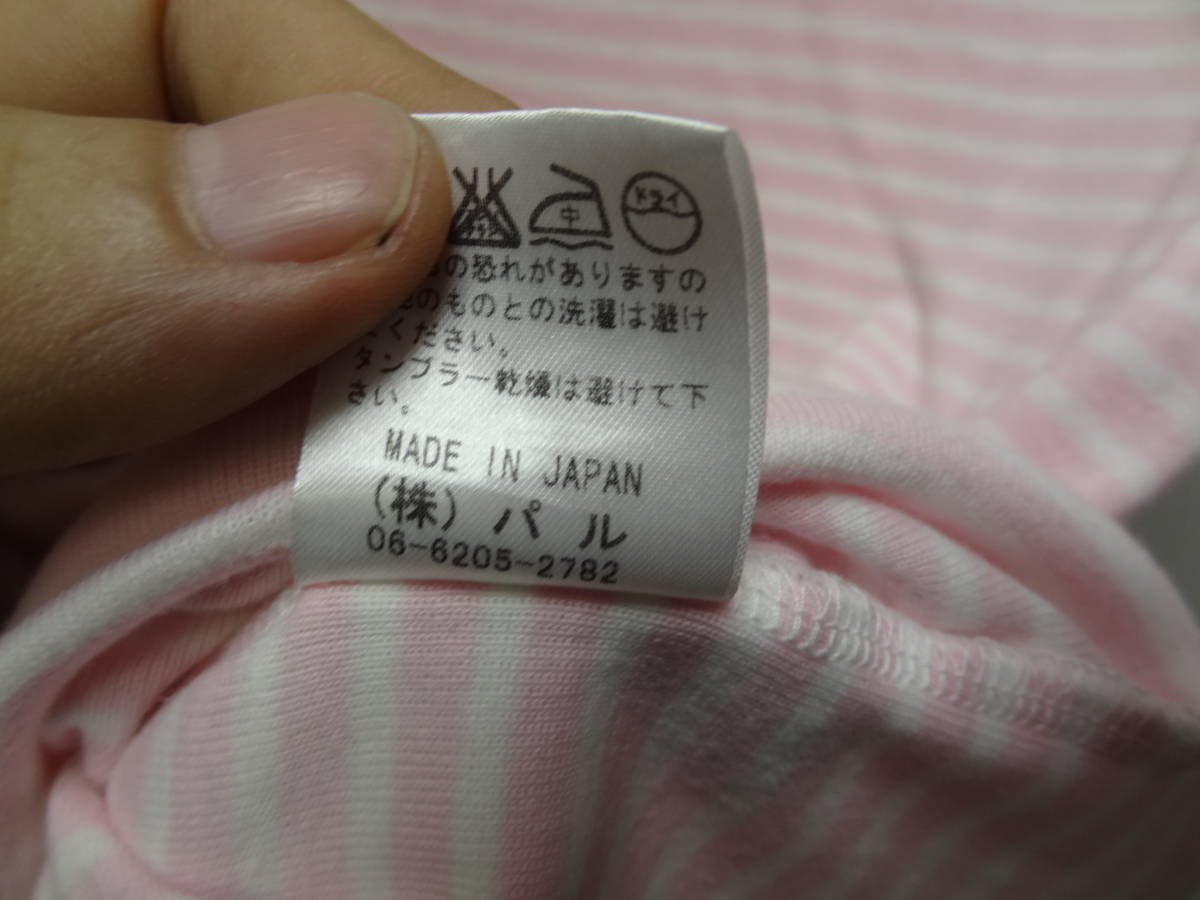 中 ドライ
の恐れがありますの
のものとの洗濯は避け
ください。
タンブラー乾燥は避けて下
さい。
MADE IN JAPAN
(株) パル
06-6205-2782